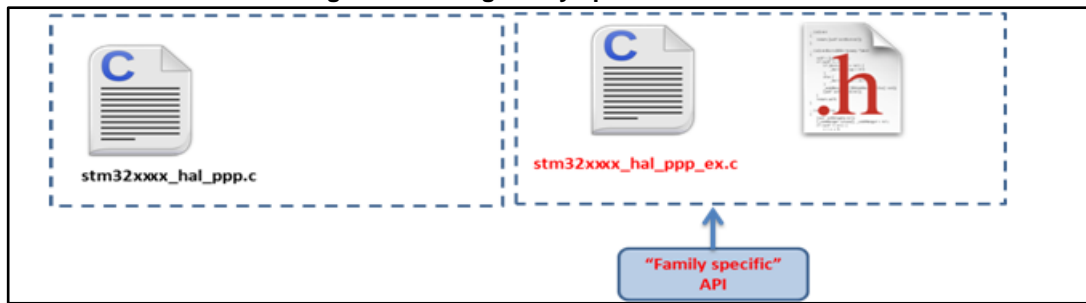 C
stm32xxxx_hal_ppp.c
C
.h
stm32xxxx_hal_ppp_ex.c
"Family specific"
API